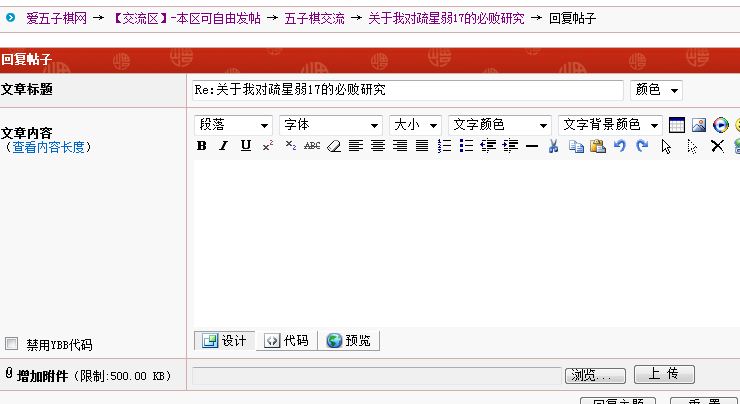 爱五子棋网 → 【交流区】-本区可自由发帖 → 五子棋交流 → 关于我对疏星弱17的必败研究 → 回复帖子
回复帖子
文章标题 Re:关于我对疏星弱17的必败研究 颜色
文章内容
（查看内容长度）
段落 字体 大小 文字颜色 文字背景颜色
B I U x² x₂ ABC
禁用YBB代码
设计 代码 预览
增加附件（限制:500.00 KB） 浏览... 上 传
回复主题 重 置